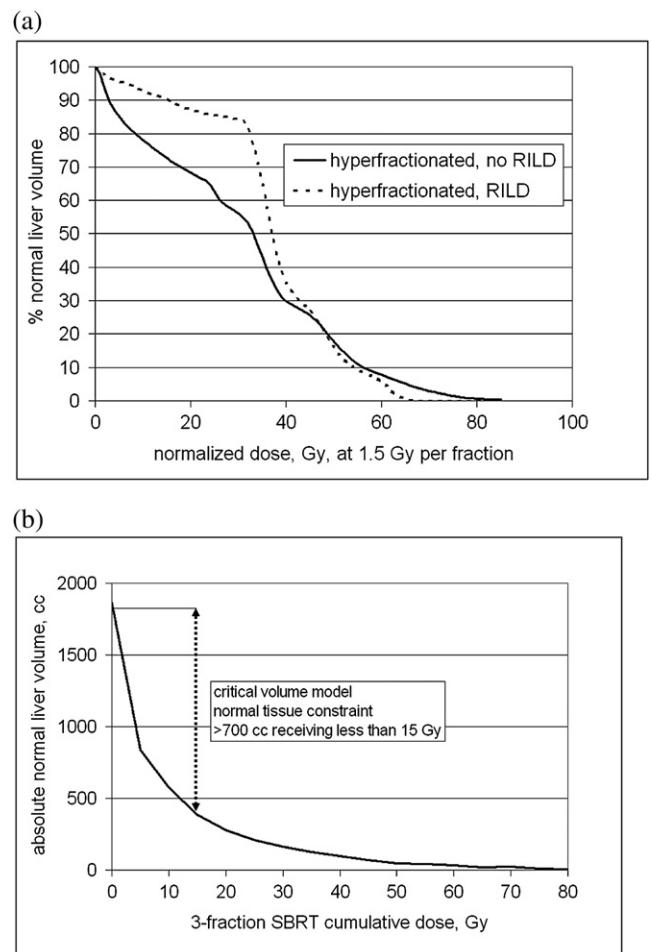 (a)
100
90
80
70
60
50
40
30
20
10
0
% normal liver volume
hyperfractionated, no RILD
hyperfractionated, RILD
0 20 40 60 80 100
normalized dose, Gy, at 1.5 Gy per fraction
(b)
2000
1500
1000
500
0
absolute normal liver volume, cc
critical volume model
normal tissue constraint
>700 cc receiving less than 15 Gy
0 10 20 30 40 50 60 70 80
3-fraction SBRT cumulative dose, Gy